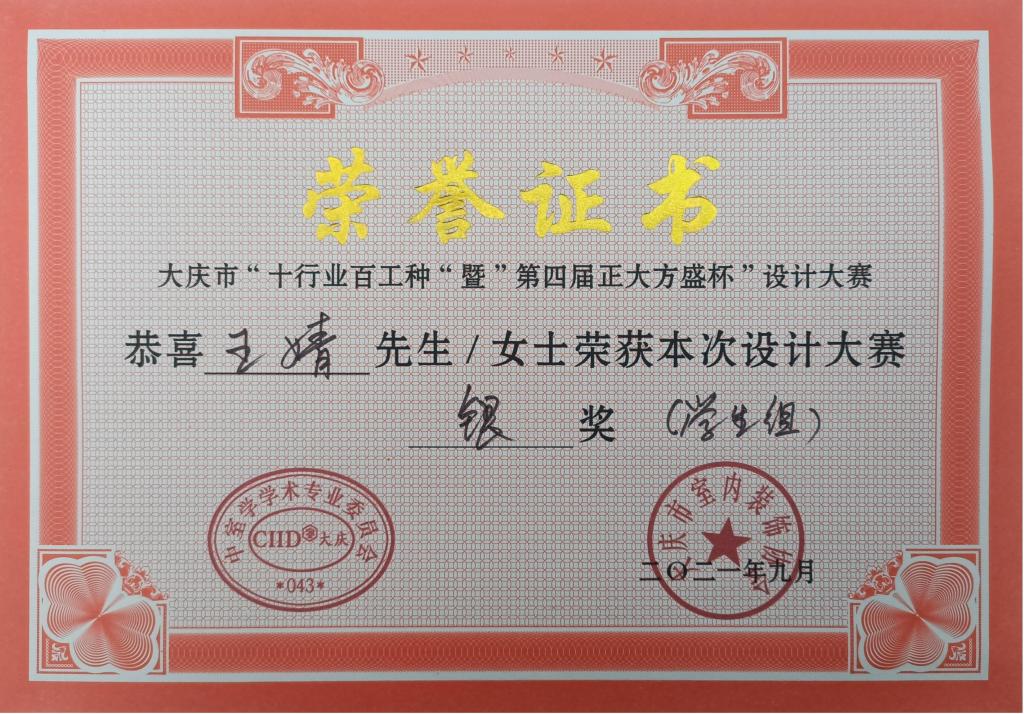 荣誉证书
大庆市“十行业百工种“暨”第四届正大方盛杯”设计大赛
恭喜王婧先生/女士荣获本次设计大赛
银奖（学生组）
中室学学术专业委员会
CIID大庆
*043*
大庆市室内装饰协会
二〇二一年九月